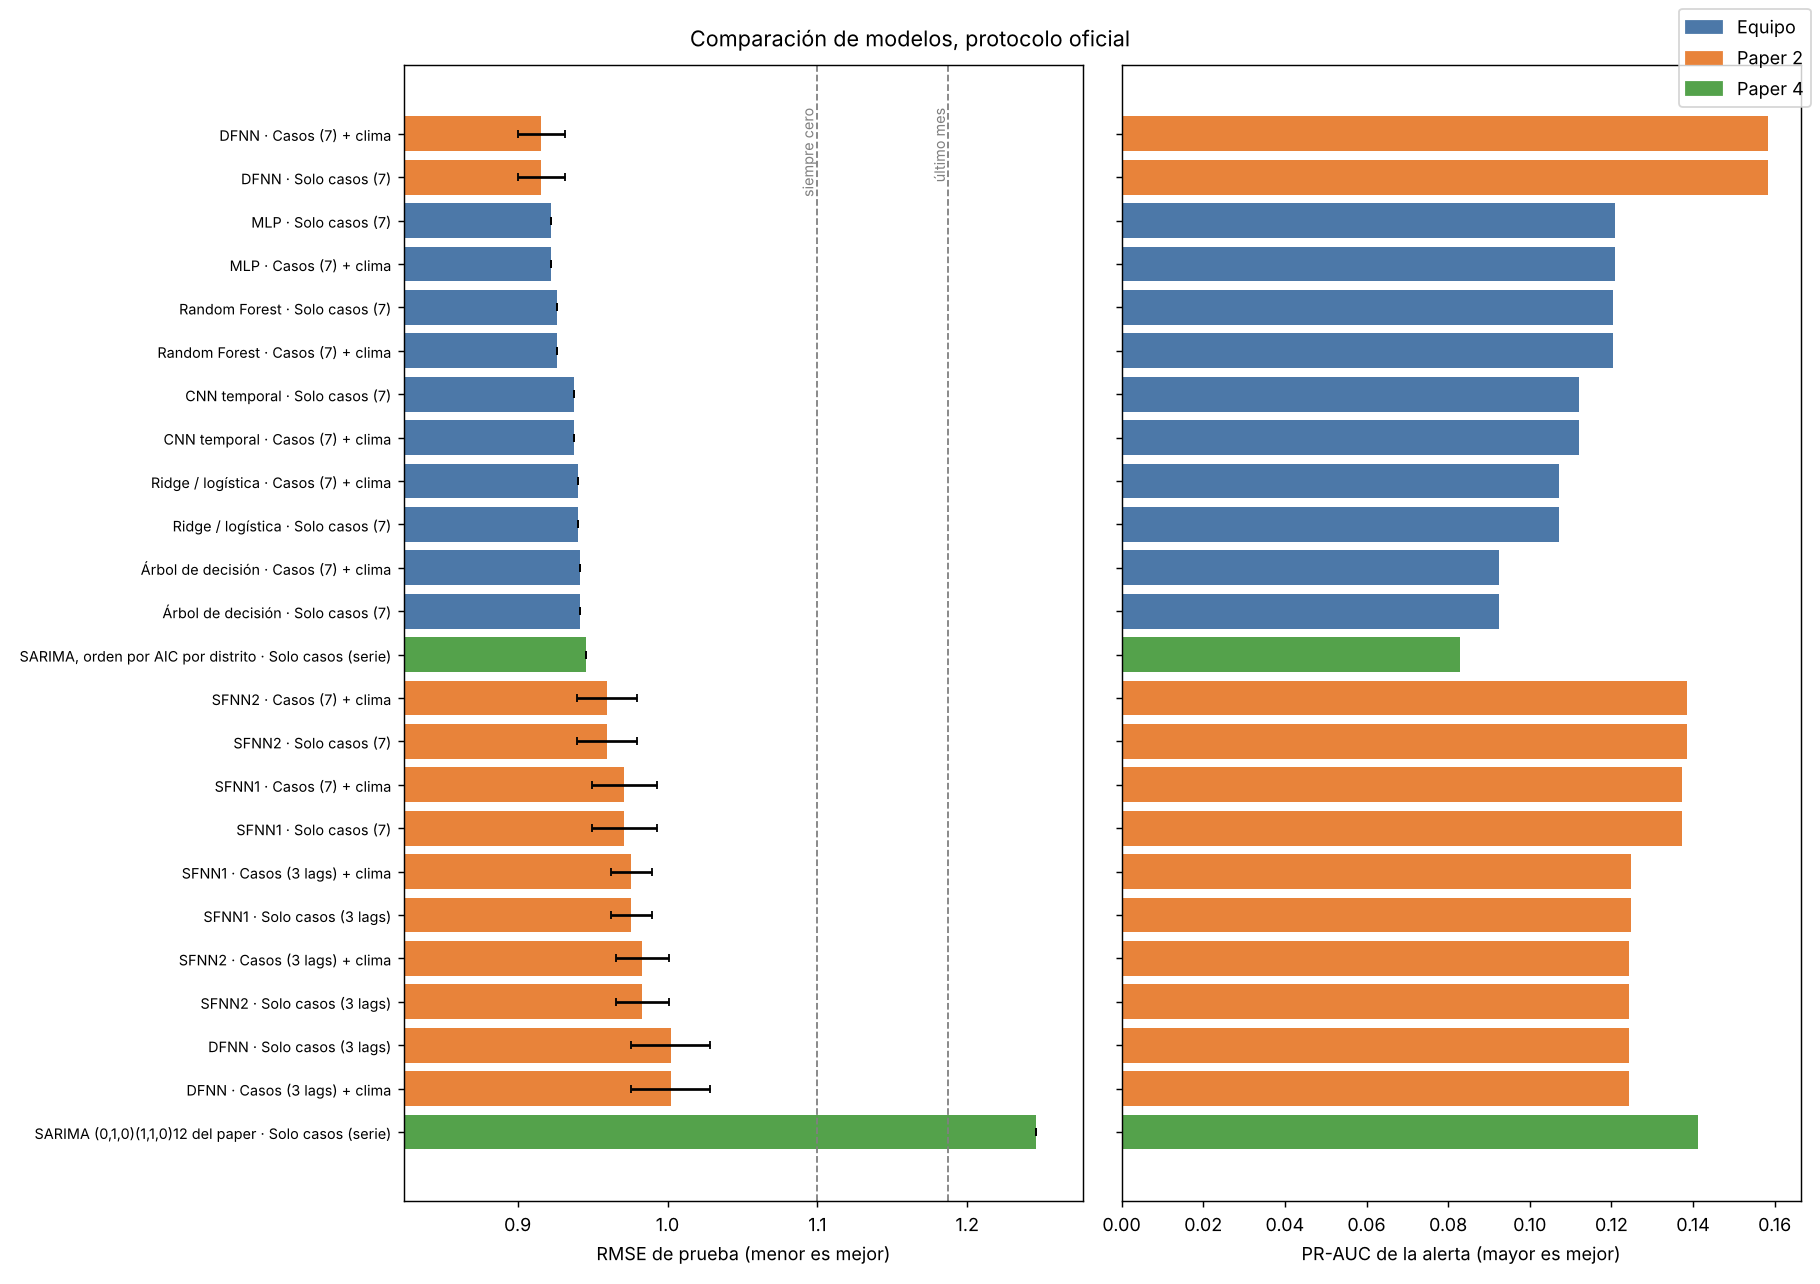 Comparación de modelos, protocolo oficial
Equipo
Paper 2
Paper 4
siempre cero
último mes
DFNN · Casos (7) + clima
DFNN · Solo casos (7)
MLP · Solo casos (7)
MLP · Casos (7) + clima
Random Forest · Solo casos (7)
Random Forest · Casos (7) + clima
CNN temporal · Solo casos (7)
CNN temporal · Casos (7) + clima
Ridge / logística · Casos (7) + clima
Ridge / logística · Solo casos (7)
Árbol de decisión · Casos (7) + clima
Árbol de decisión · Solo casos (7)
SARIMA, orden por AIC por distrito · Solo casos (serie)
SFNN2 · Casos (7) + clima
SFNN2 · Solo casos (7)
SFNN1 · Casos (7) + clima
SFNN1 · Solo casos (7)
SFNN1 · Casos (3 lags) + clima
SFNN1 · Solo casos (3 lags)
SFNN2 · Casos (3 lags) + clima
SFNN2 · Solo casos (3 lags)
DFNN · Solo casos (3 lags)
DFNN · Casos (3 lags) + clima
SARIMA (0,1,0)(1,1,0)12 del paper · Solo casos (serie)
0.9 1.0 1.1 1.2
RMSE de prueba (menor es mejor)
0.00 0.02 0.04 0.06 0.08 0.10 0.12 0.14 0.16
PR-AUC de la alerta (mayor es mejor)